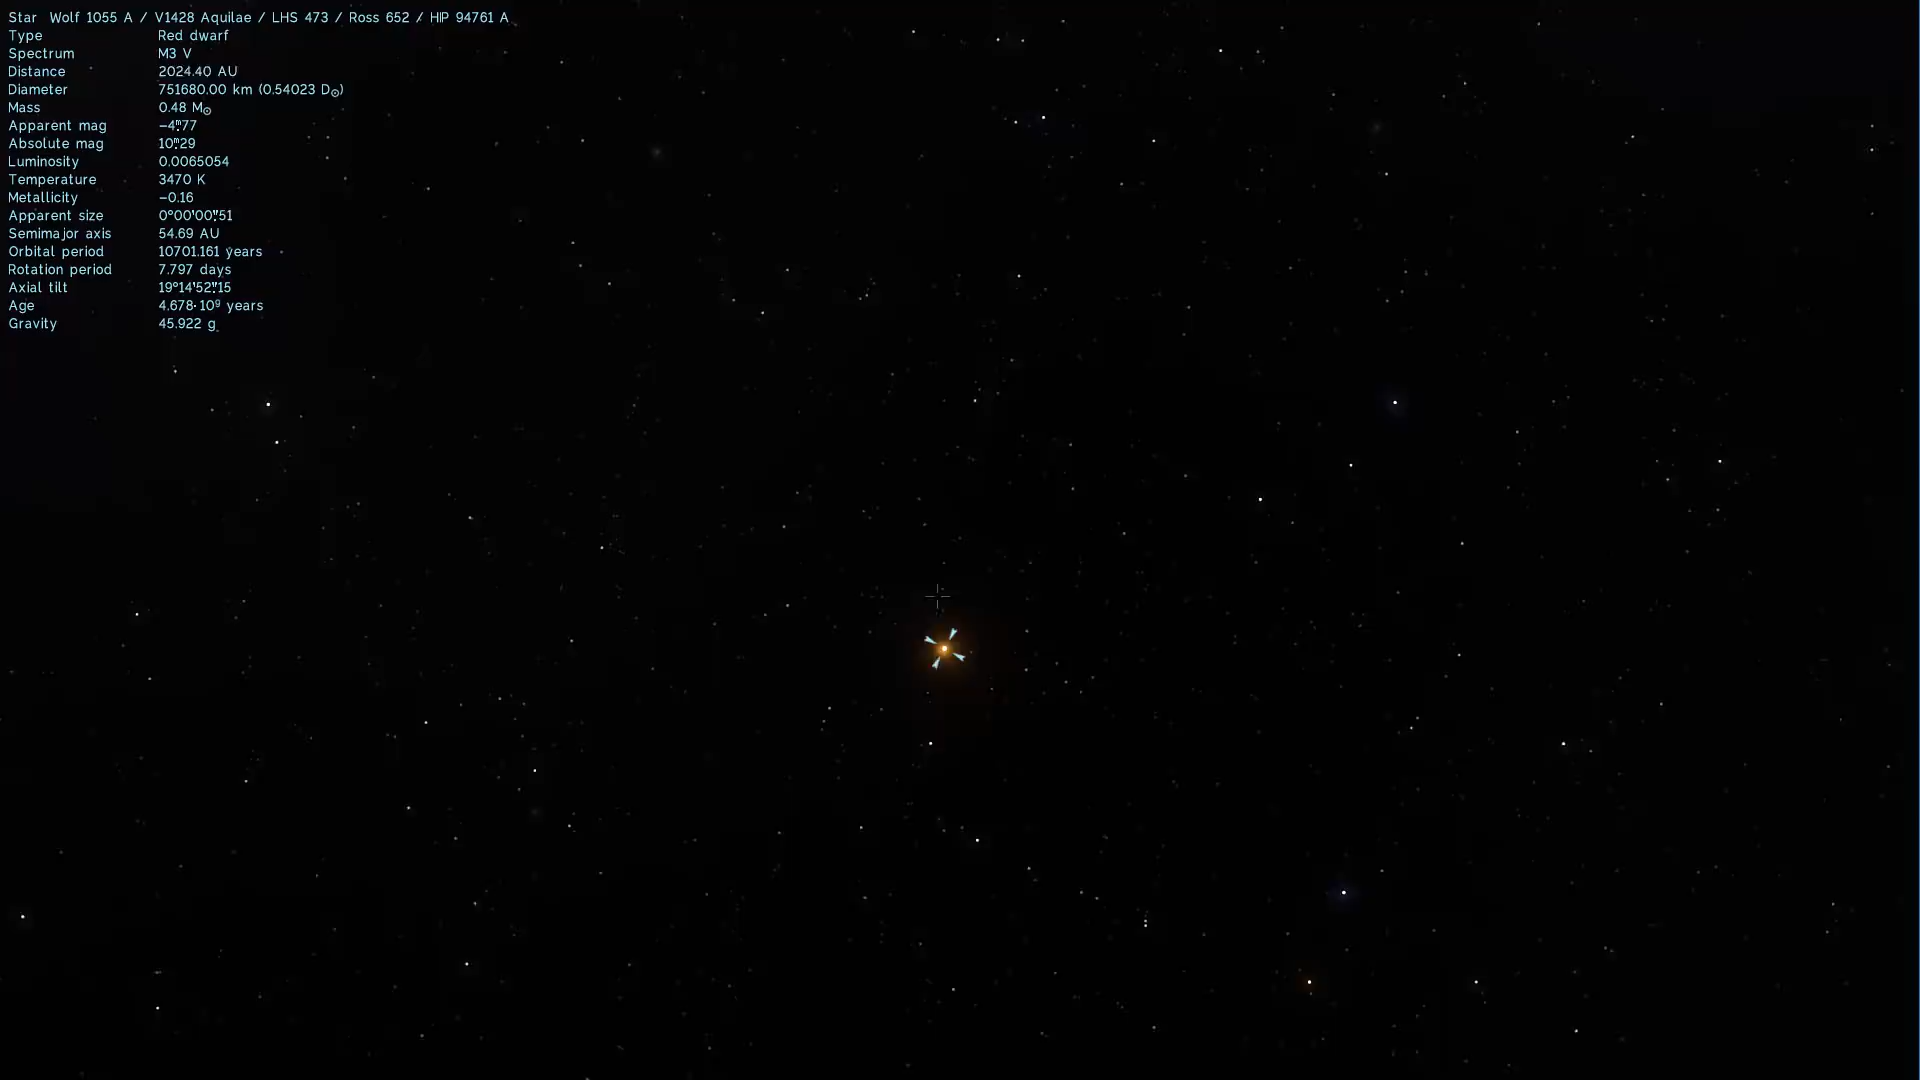 Star Wolf 1055 A / V1428 Aquilae / LHS 473 / Ross 652 / HIP 94761 A
Type Red dwarf
Spectrum M3 V
Distance 2024.40 AU
Diameter 751680.00 km (0.54023 D☉)
Mass 0.48 M☉
Apparent mag −4ᵐ.77
Absolute mag 10ᵐ.29
Luminosity 0.0065054
Temperature 3470 K
Metallicity −0.16
Apparent size 0°00'00".51
Semimajor axis 54.69 AU
Orbital period 10701.161 years
Rotation period 7.797 days
Axial tilt 19°14'52".15
Age 4.678·10⁹ years
Gravity 45.922 g